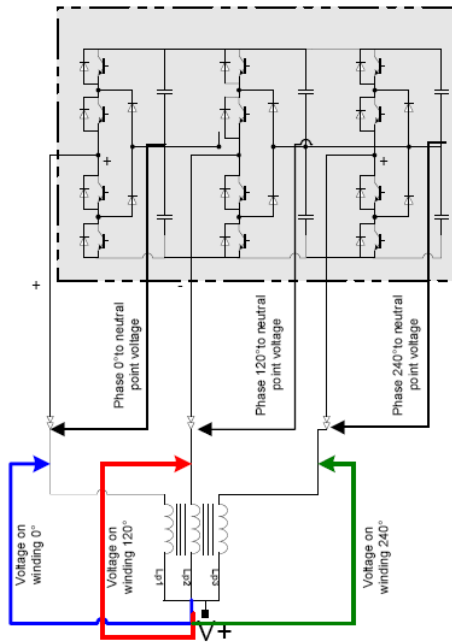 +
+
+
-
Phase 0°to neutral
point voltage
Phase 120°to neutral
point voltage
Phase 240°to neutral
point voltage
Voltage on
winding 0°
Voltage on
winding 120°
Voltage on
winding 240°
Lp1
Lp2
Lp3
V+